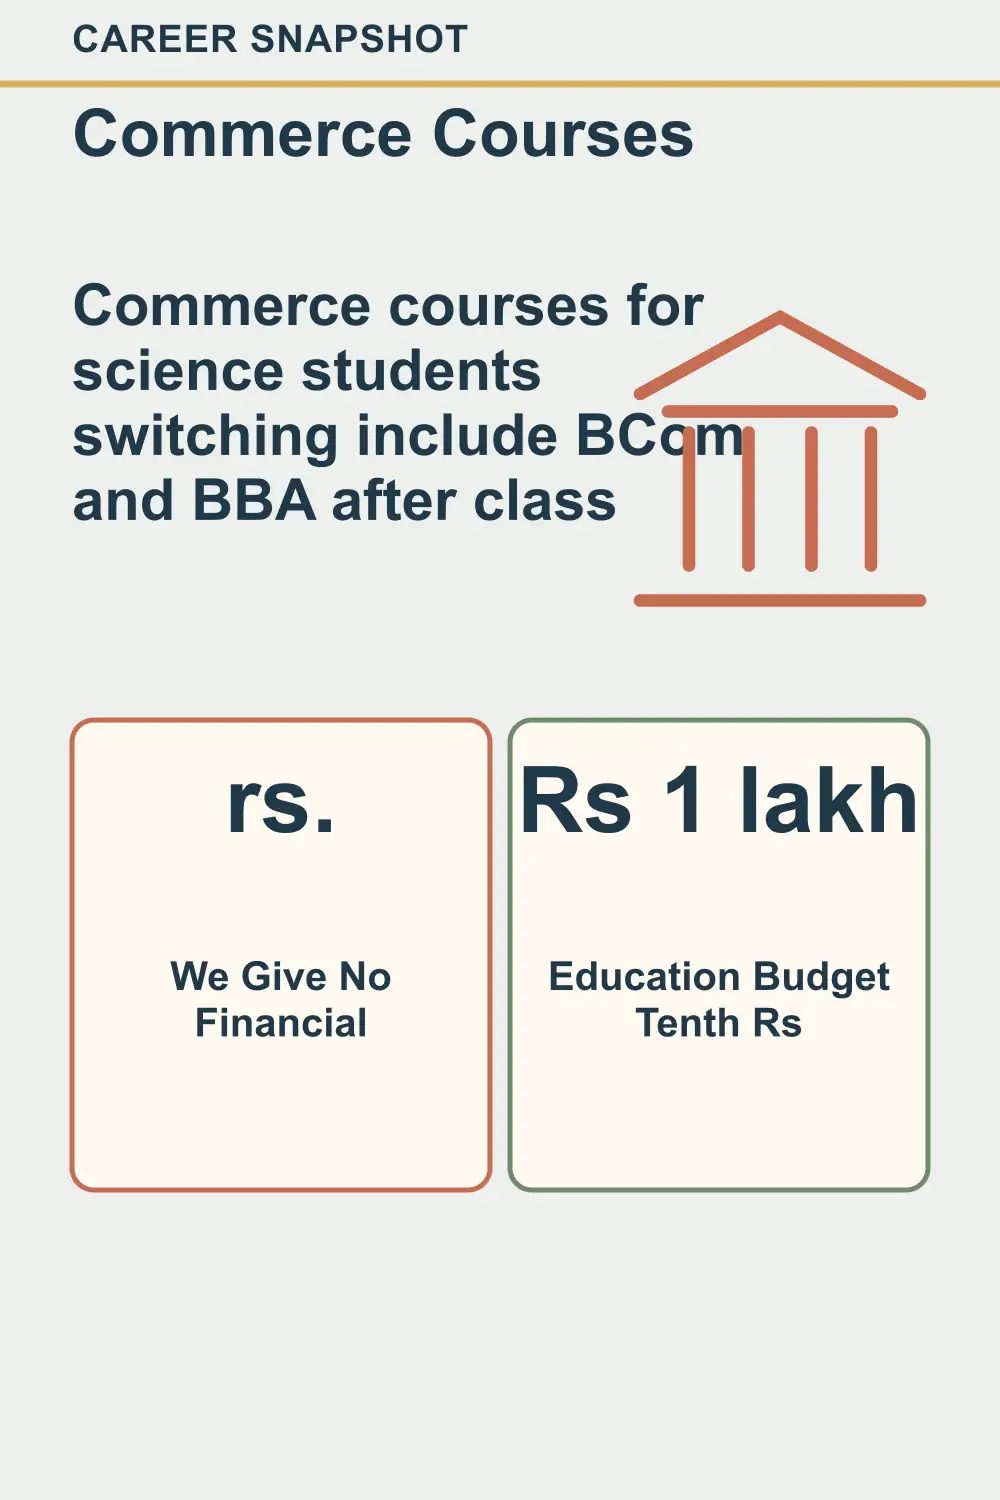 CAREER SNAPSHOT
Commerce Courses
Commerce courses for
science students
switching include BCom
and BBA after class
rs.
We Give No
Financial
Rs 1 lakh
Education Budget
Tenth Rs